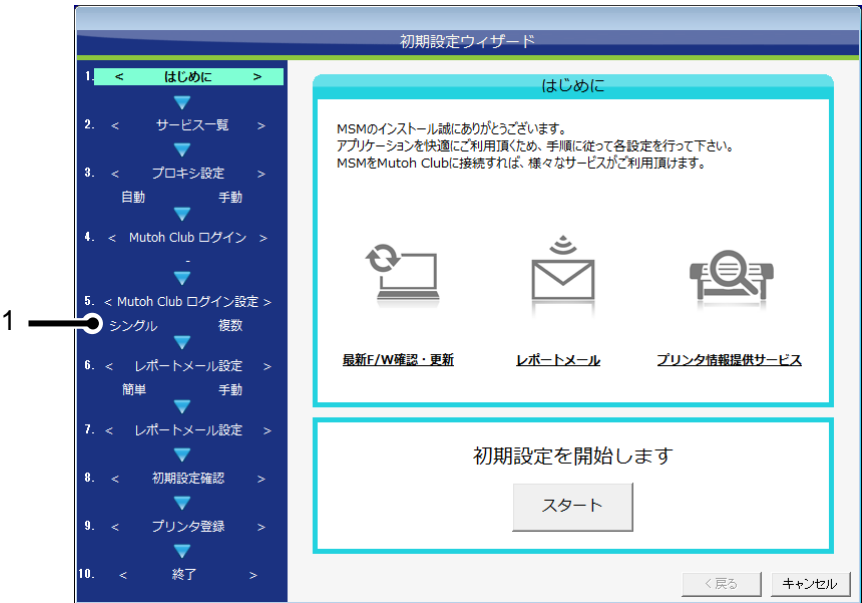 初期設定ウィザード
1. < はじめに >
2. < サービス一覧 >
3. < プロキシ設定 >
自動 手動
4. < Mutoh Club ログイン >
-
5. < Mutoh Club ログイン設定 >
シングル 複数
6. < レポートメール設定 >
簡単 手動
7. < レポートメール設定 >
8. < 初期設定確認 >
9. < プリンタ登録 >
10. < 終了 >
1
はじめに
MSMのインストール誠にありがとうございます。
アプリケーションを快適にご利用頂くため、手順に従って各設定を行って下さい。
MSMをMutoh Clubに接続すれば、様々なサービスがご利用頂けます。
最新F/W確認・更新 レポートメール プリンタ情報提供サービス
初期設定を開始します
スタート
<戻る キャンセル